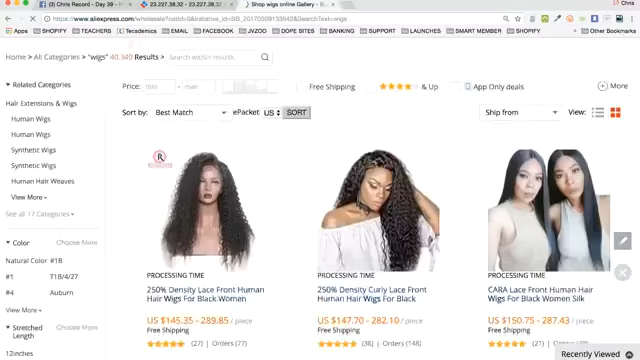 (3) Chris Record - Day 39 -
23.227.38.32 -
23.227.38.32 - B
Shop wigs online Gallery - B
Chris
https://www.aliexpress.com/wholesale?catId=0&initiative_id=SB_20170509133542&SearchText=wigs
Apps
SHOPIFY
TRENDS
Tecademics
EMAIL
FACEBOOK
JVZOO
DOPE
BANKING
SUPPORT
LAUNCHES
SMART MEMBER
SHOPIFY TEACH
Other Bookmarks
Home > All Categories > "wigs" 40,340 Results >
Search within results
Related Categories
Price:
min - max
Free Shipping
& Up
App Only deals
More
Hair Extensions & Wigs
Sort by: Best Match
ePacket US SORT
Ship from
View:
Human Wigs
Human Wigs
Synthetic Wigs
Synthetic Wigs
Human Hair Weaves
View More
See all 17 Categories
Color
Choose More
Natural Color #1B
#1 T1B/4/27
#4 Auburn
View More
Stretched Length
Choose More
12inches
R
PROCESSING TIME
250% Density Lace Front Human
Hair Wigs For Black Women
US $145.35 - 289.85 / piece
Free Shipping
(27) Orders (77)
PROCESSING TIME
250% Density Curly Lace Front
Human Hair Wigs For Black
US $147.70 - 282.10 / piece
Free Shipping
(36) Orders (148)
PROCESSING TIME
CARA Lace Front Human Hair
Wigs For Black Women Silk
US $150.75 - 287.43 / piece
Free Shipping
(21) Orders (71)
Recently Viewed